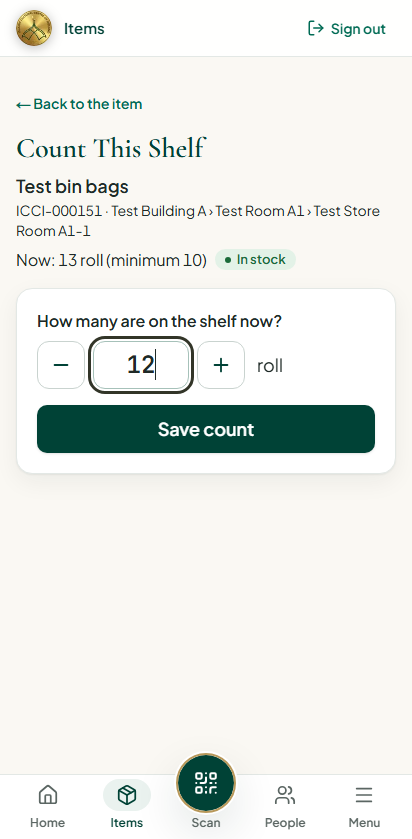 Items
Sign out
← Back to the item
Count This Shelf
Test bin bags
ICCI-000151 · Test Building A › Test Room A1 › Test Store
Room A1-1
Now: 13 roll (minimum 10)
In stock
How many are on the shelf now?
− 12 + roll
Save count
Home
Items
Scan
People
Menu